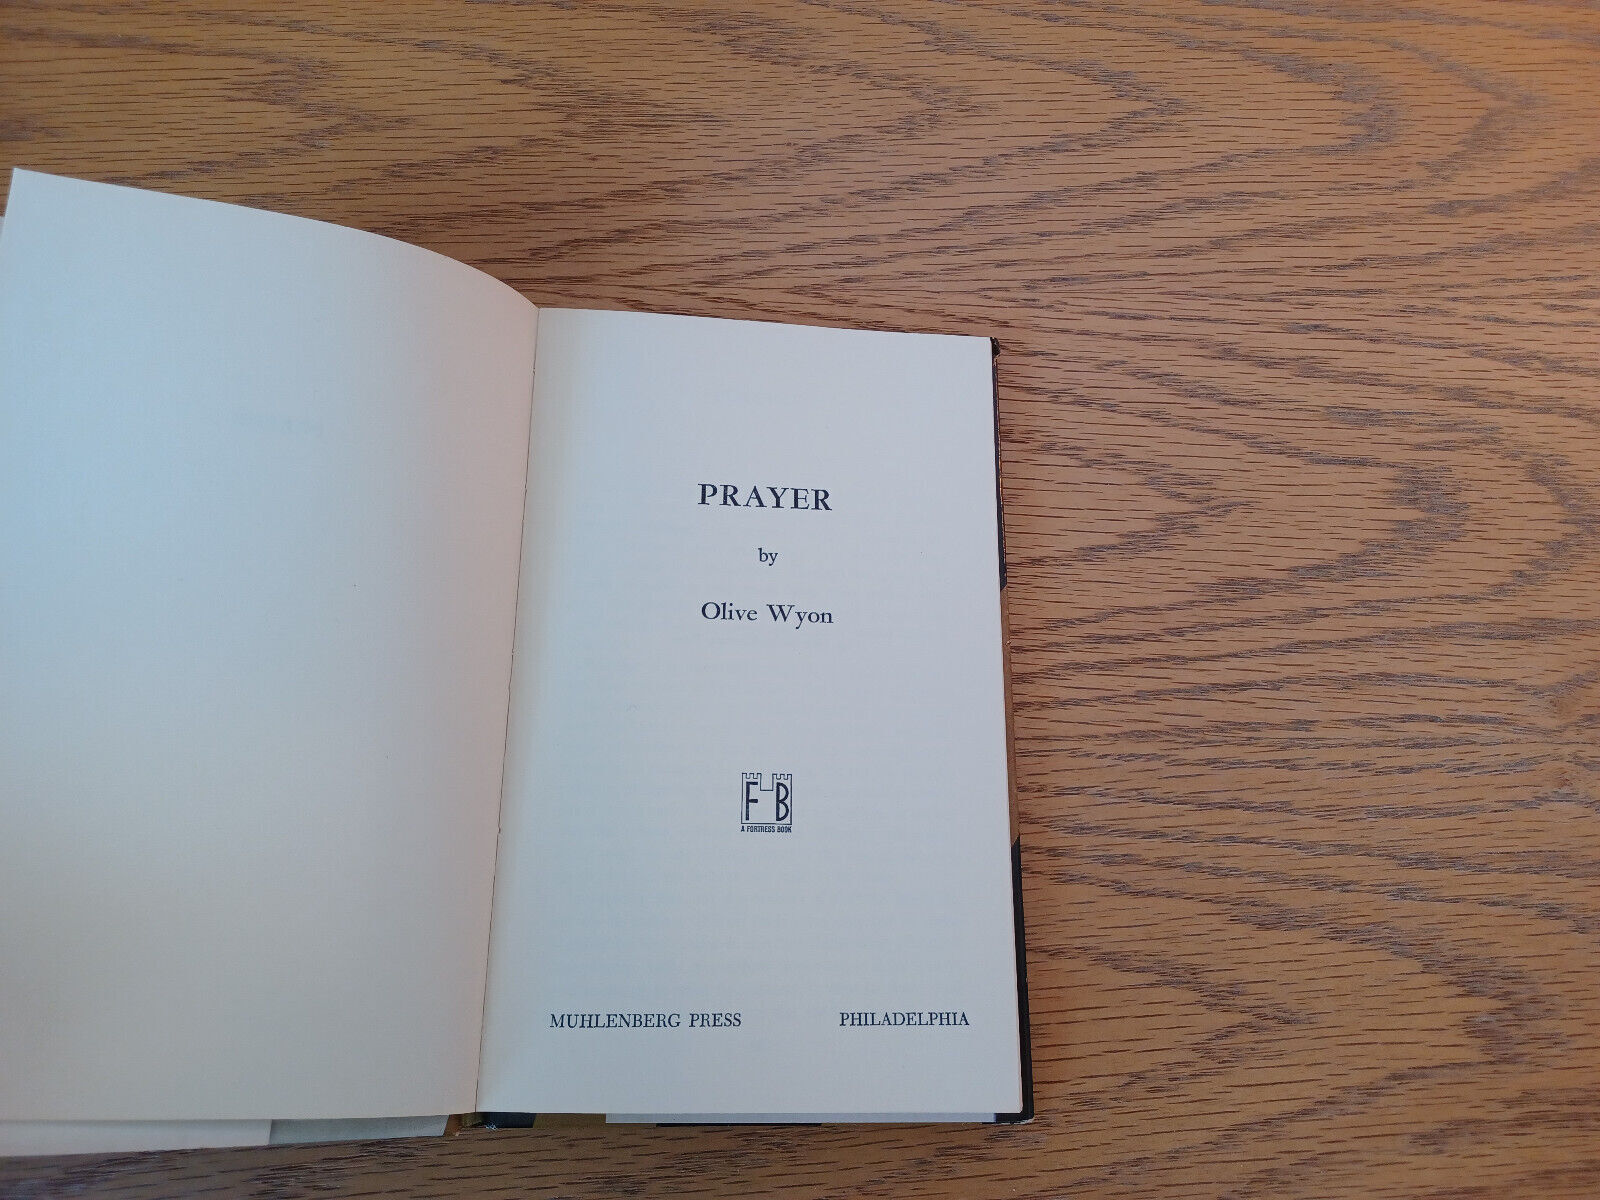 PRAYER
by
Olive Wyon
F B
A FORTRESS BOOK
MUHLENBERG PRESS PHILADELPHIA